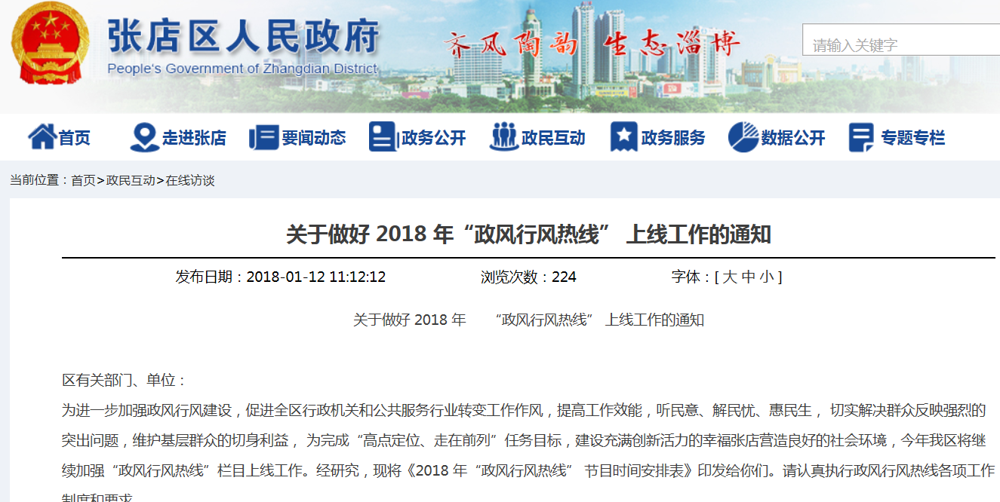 张店区人民政府
People's Government of Zhangdian District
齐风陶韵 生态淄博
请输入关键字
首页 走进张店 要闻动态 政务公开 政民互动 政务服务 数据公开 专题专栏
当前位置：首页>政民互动>在线访谈
关于做好 2018 年“政风行风热线” 上线工作的通知
发布日期：2018-01-12 11:12:12 浏览次数：224 字体：[ 大 中 小 ]
关于做好 2018 年 “政风行风热线” 上线工作的通知
区有关部门、单位：
为进一步加强政风行风建设，促进全区行政机关和公共服务行业转变工作作风，提高工作效能，听民意、解民忧、惠民生， 切实解决群众反映强烈的
突出问题，维护基层群众的切身利益， 为完成“高点定位、走在前列”任务目标，建设充满创新活力的幸福张店营造良好的社会环境，今年我区将继
续加强“政风行风热线”栏目上线工作。经研究，现将《2018 年“政风行风热线” 节目时间安排表》印发给你们。请认真执行政风行风热线各项工作
制度和要求